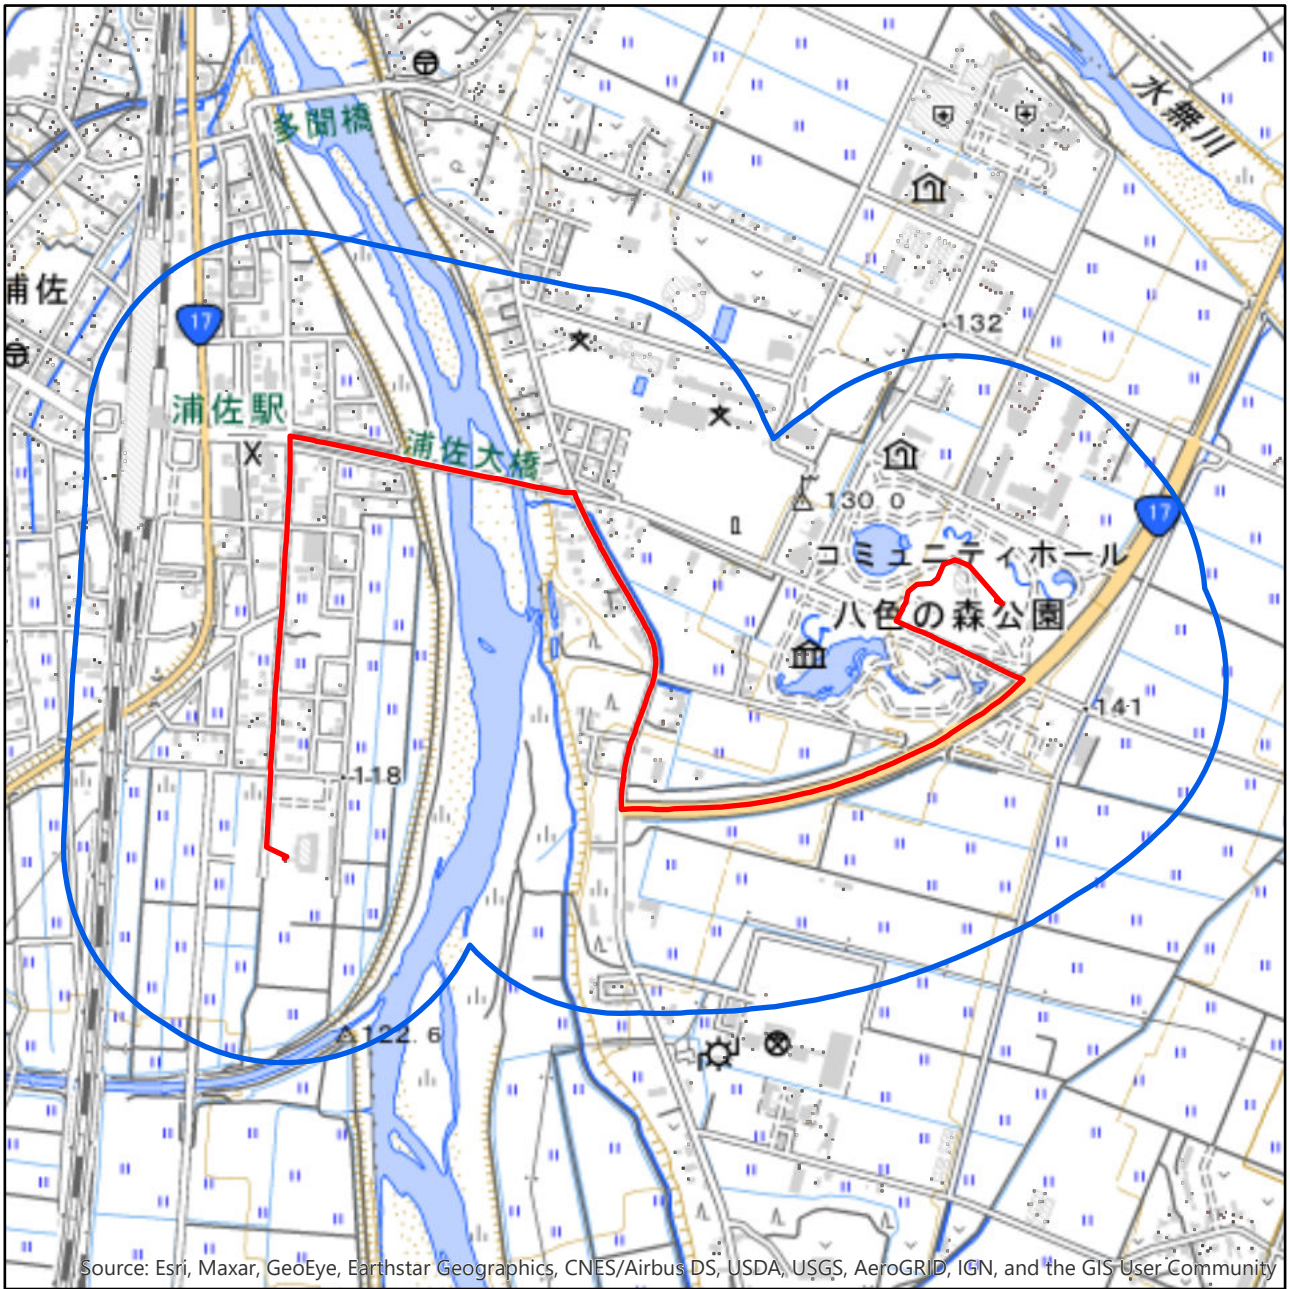 多聞橋
水無川
浦佐
17
132
浦佐駅
浦佐大橋
130.0
17
コミュニティホール
八色の森公園
141
118
122.6
Source: Esri, Maxar, GeoEye, Earthstar Geographics, CNES/Airbus DS, USDA, USGS, AeroGRID, IGN, and the GIS User Community